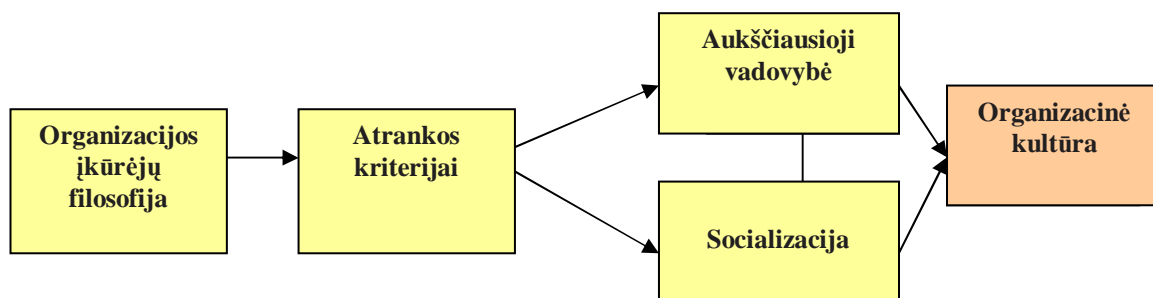 Organizacijos
įkūrėjų
filosofija
Atrankos
kriterijai
Aukščiausioji
vadovybė
Socializacija
Organizacinė
kultūra